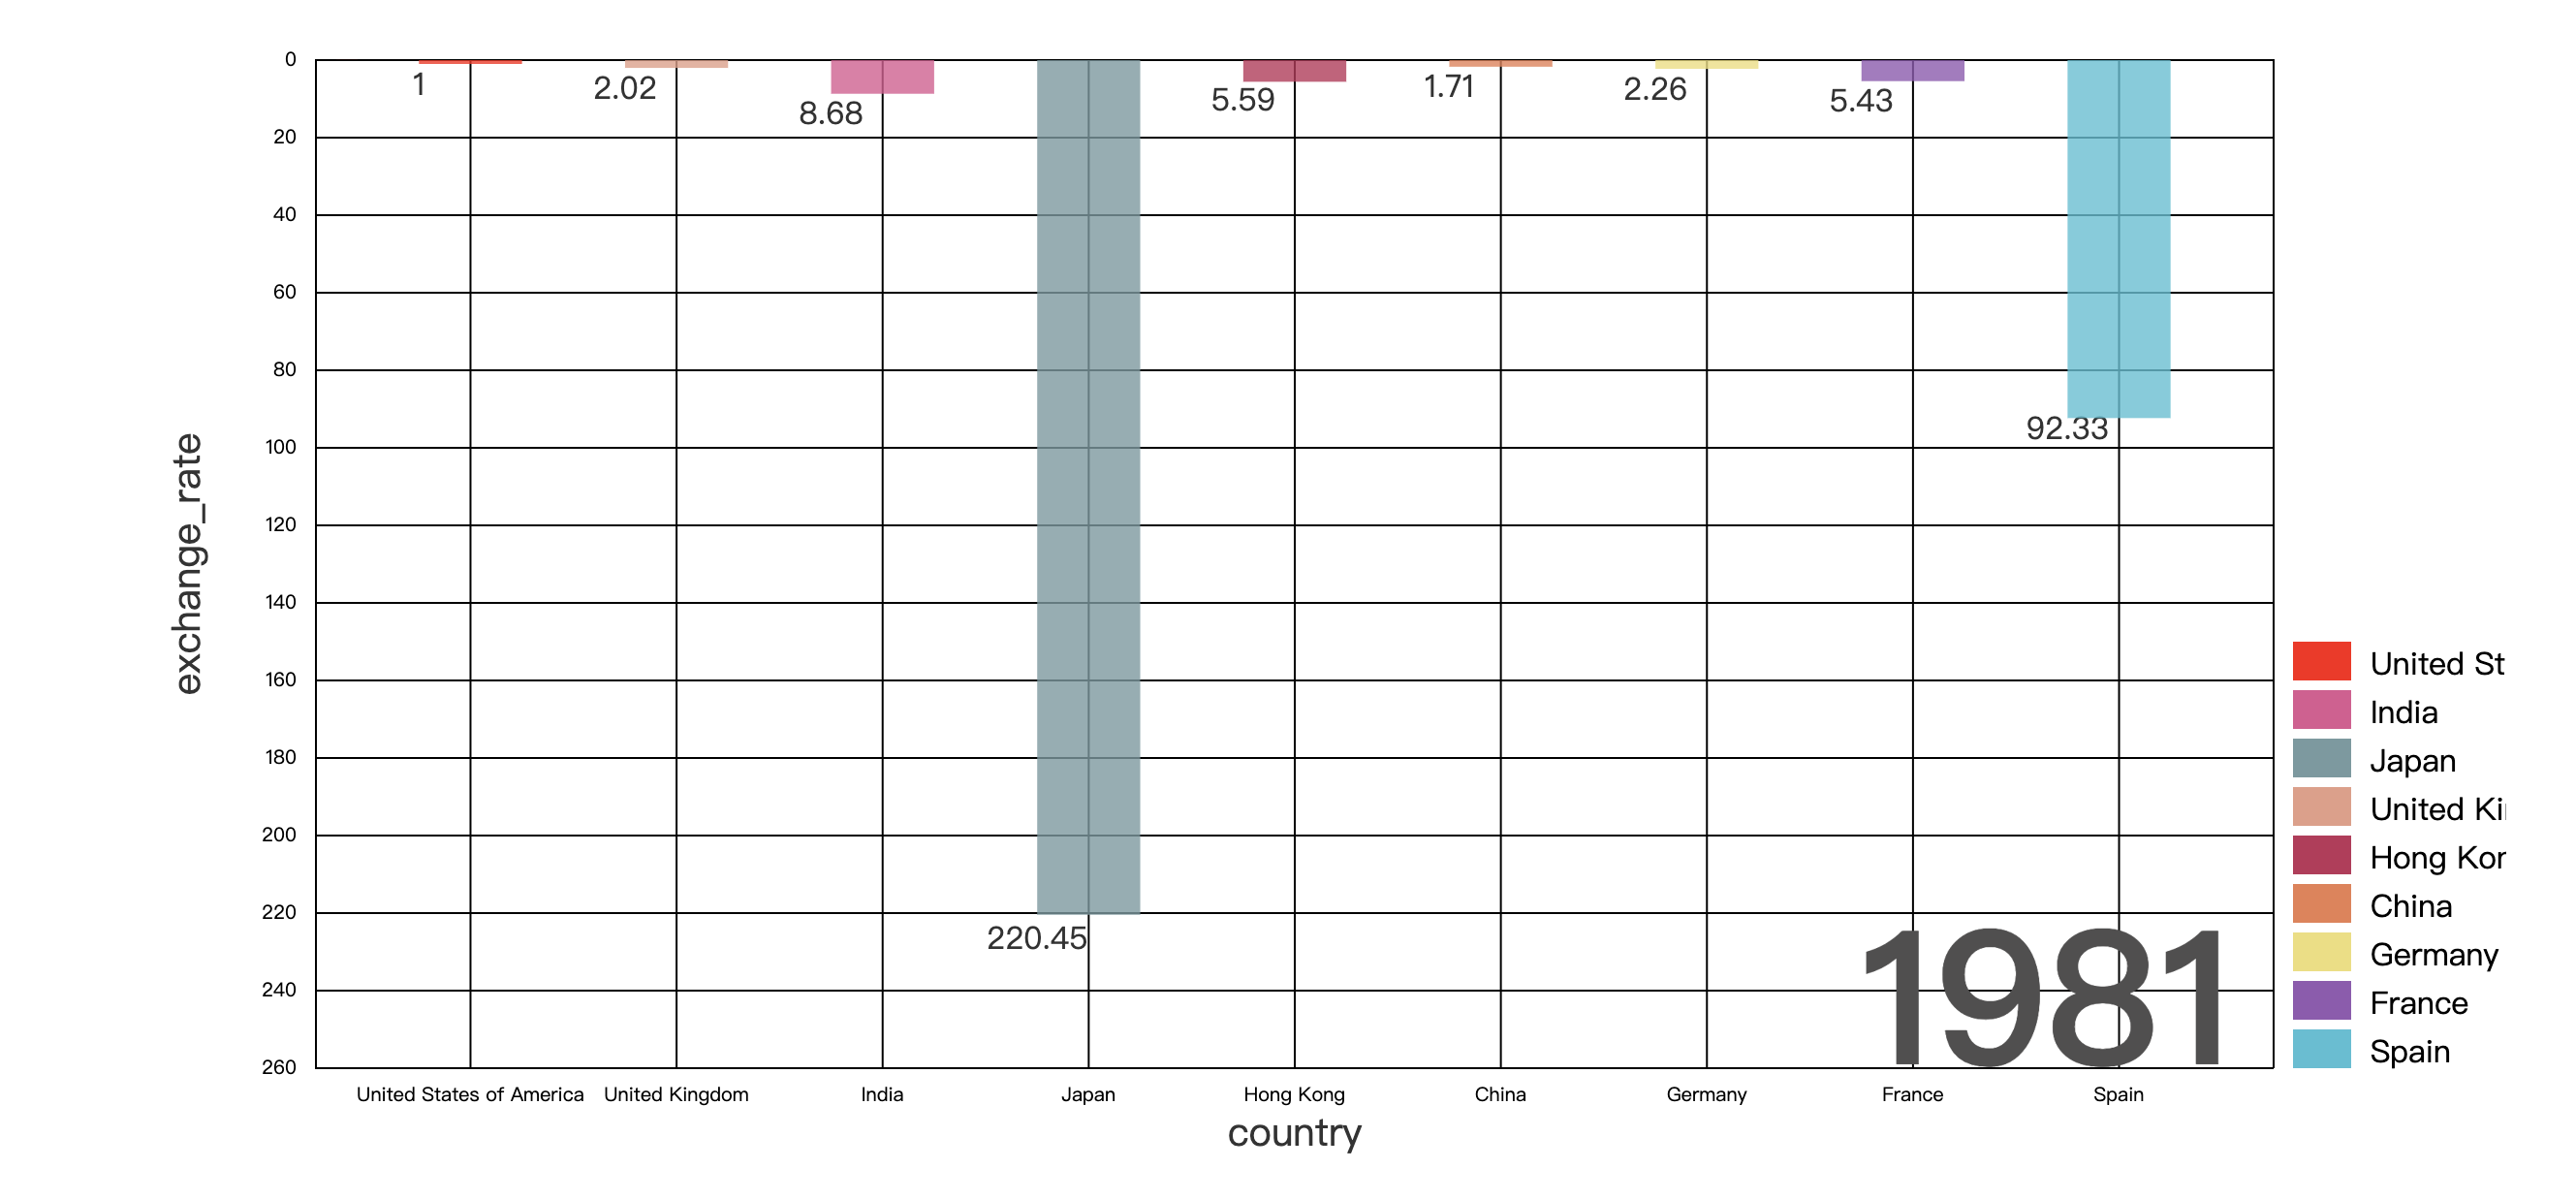 0
20
40
60
80
100
120
140
160
180
200
220
240
260
exchange_rate
1
2.02
8.68
220.45
5.59
1.71
2.26
5.43
92.33
United States of America
United Kingdom
India
Japan
Hong Kong
China
Germany
France
Spain
country
1981
United St
India
Japan
United Ki
Hong Kor
China
Germany
France
Spain